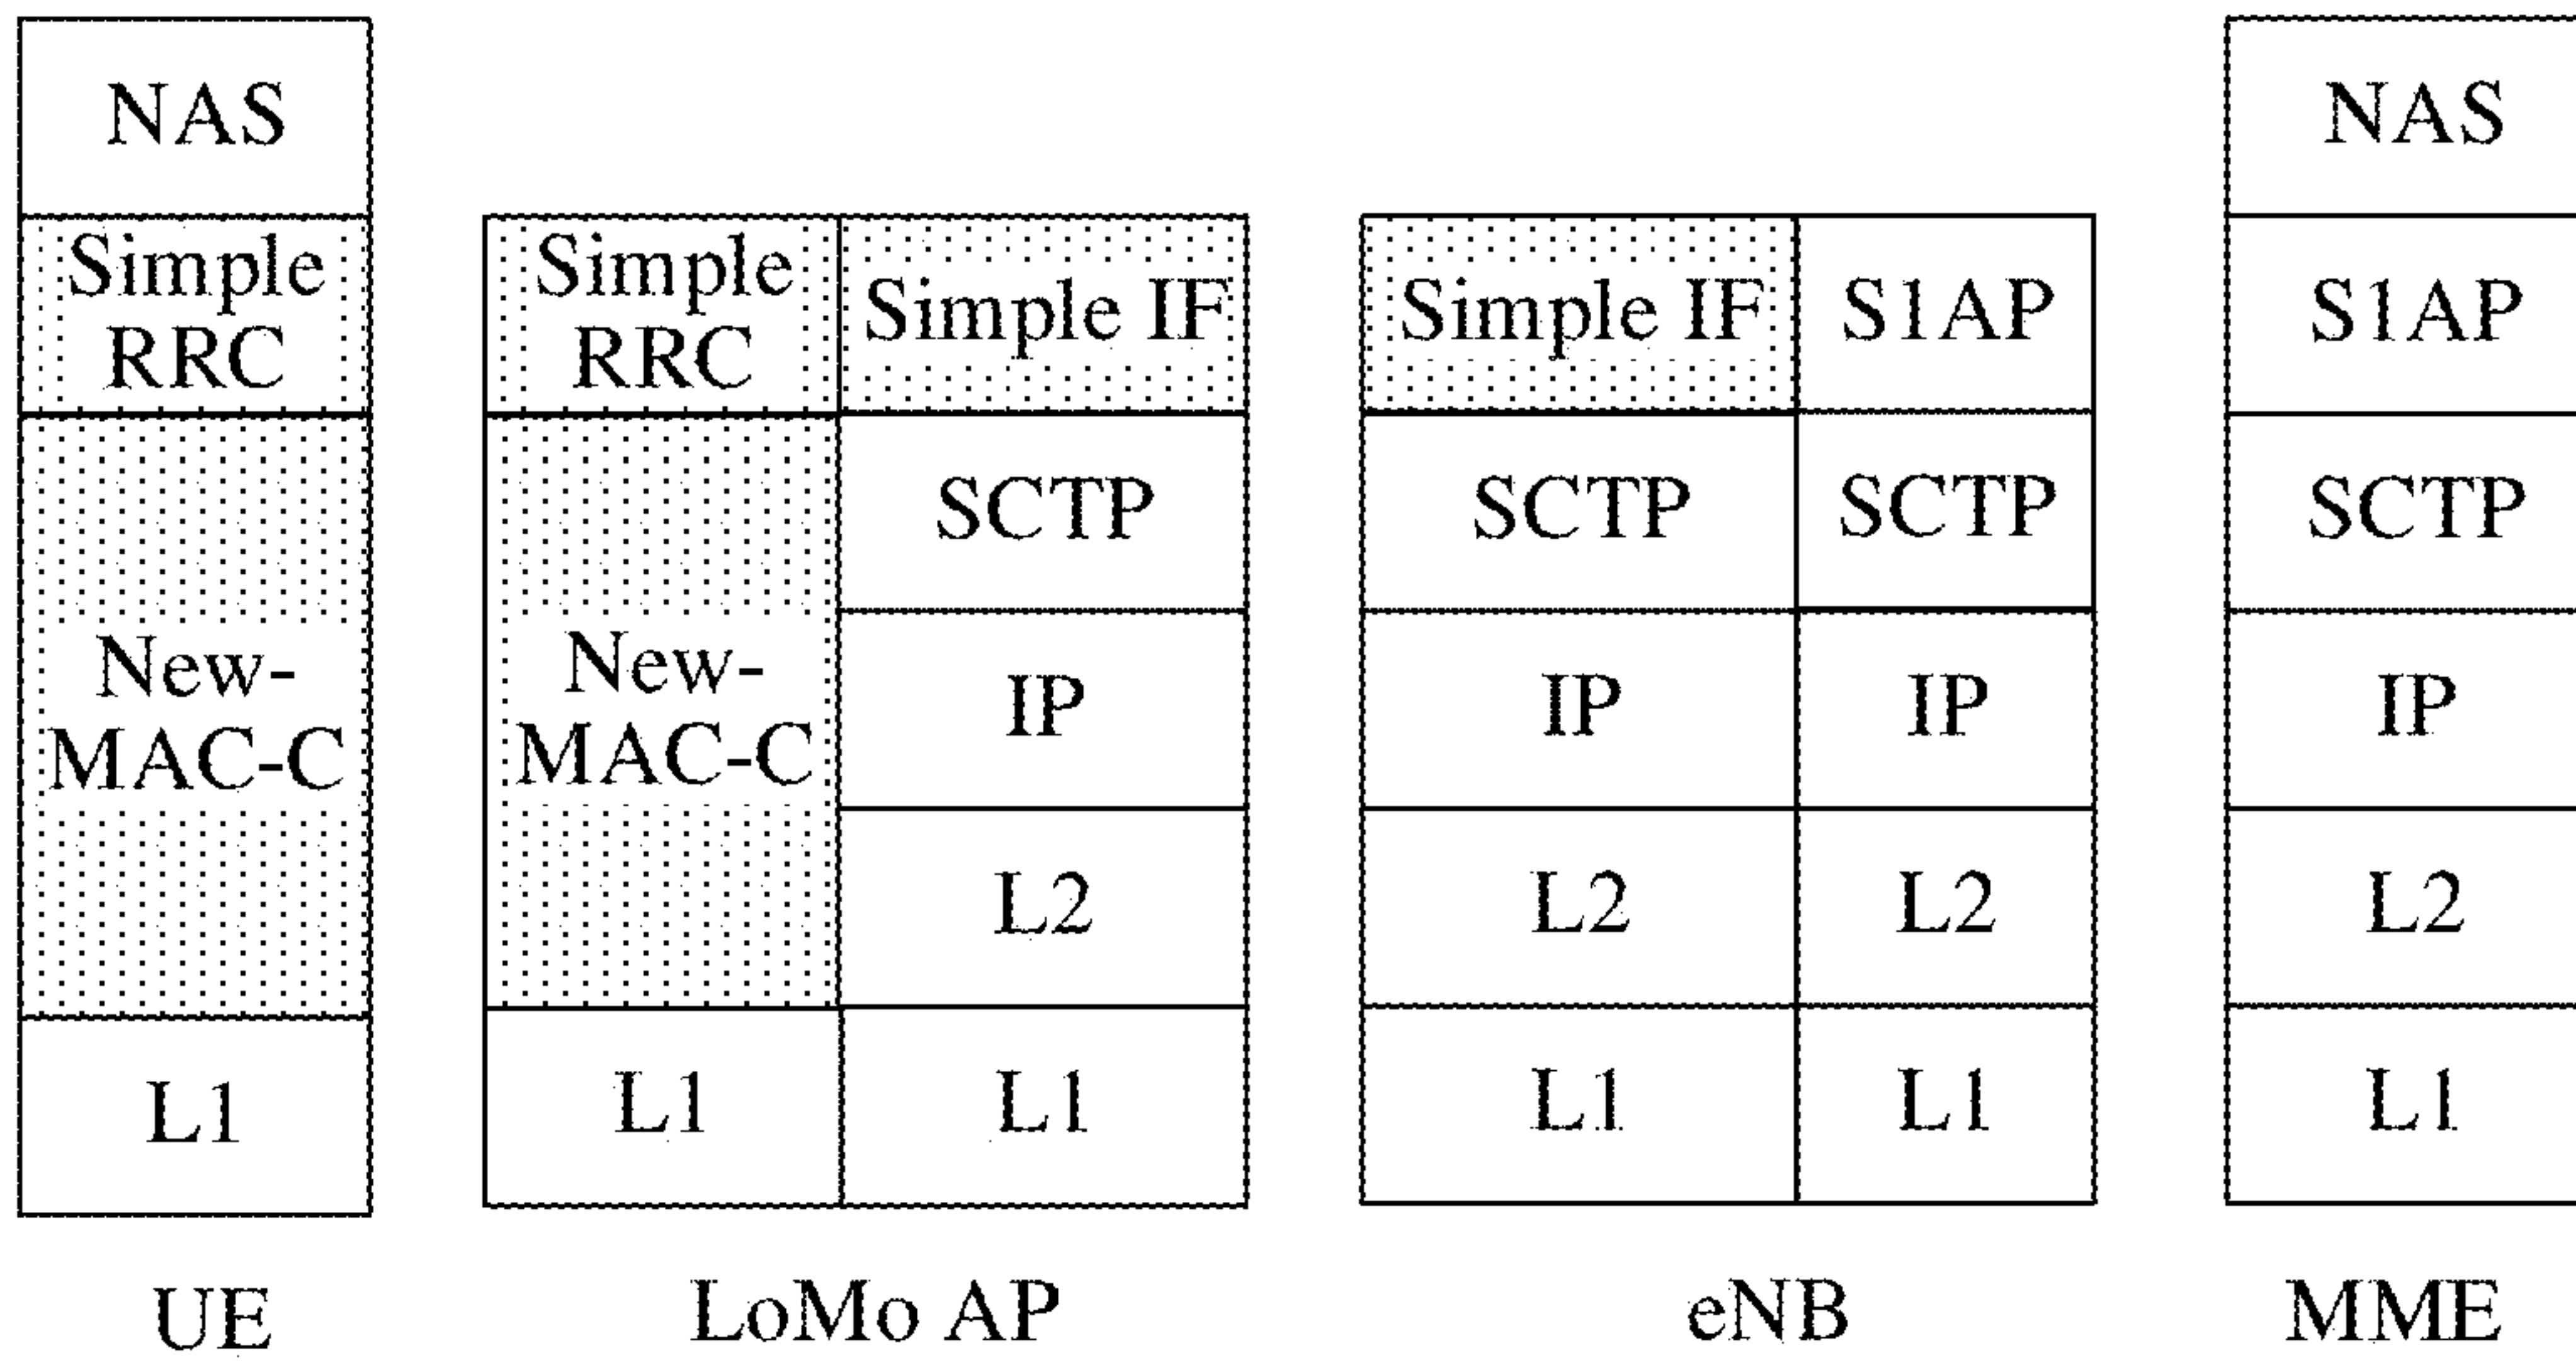 NAS
Simple
RRC
New-
MAC-C
L1
UE
Simple
RRC
New-
MAC-C
L1
Simple IF
SCTP
IP
L2
L1
LoMo AP
Simple IF
SCTP
IP
L2
L1
S1AP
SCTP
IP
L2
L1
eNB
NAS
S1AP
SCTP
IP
L2
L1
MME